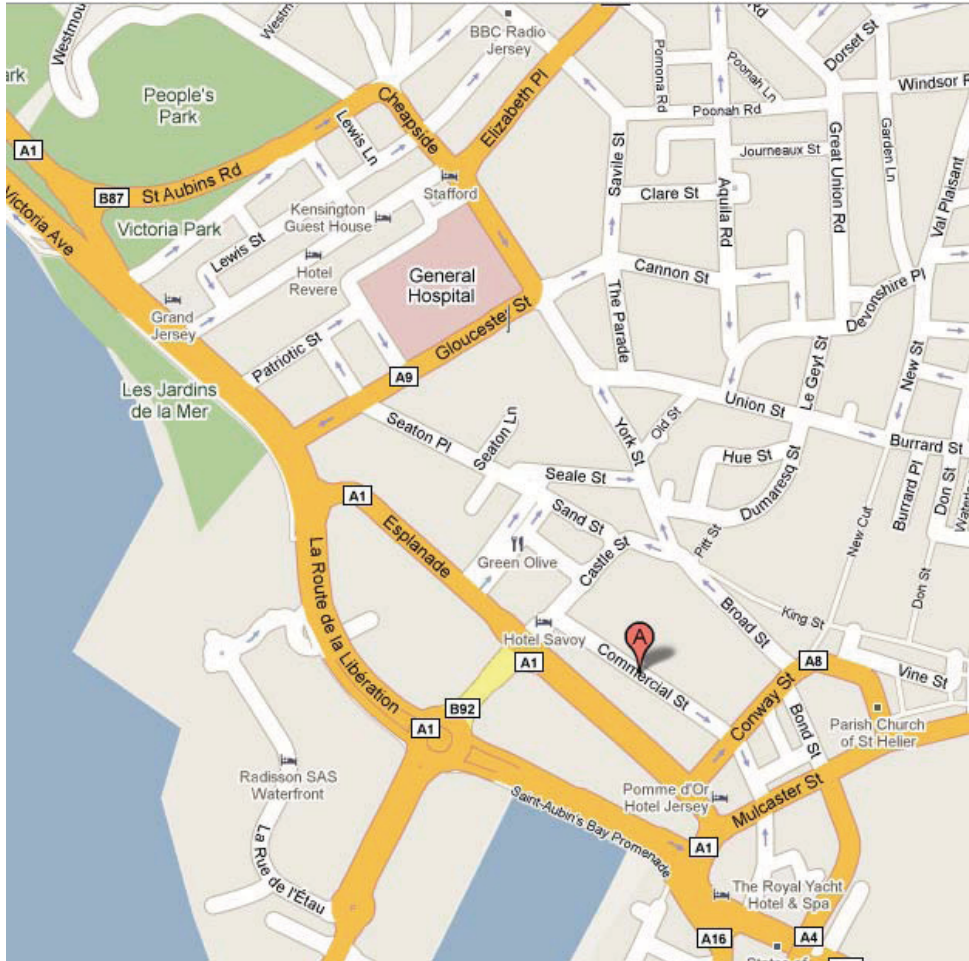 Westmou
Westmou
BBC Radio
Jersey
Elizabeth Pl
Pomona Rd
Poonah Ln
Rd
Dorset St
Windsor R
ark
People's
Park
Cheapside
Lewis Ln
Savile St
Poonah Rd
Great Union Rd
Garden Ln
Journeaux St
A1
B87
St Aubins Rd
Stafford
Clare St
Aquila Rd
Val Plaisant
Victoria Ave
Victoria Park
Kensington
Guest House
Lewis St
Hotel
Revere
General
Hospital
Cannon St
Devonshire Pl
Grand
Jersey
Gloucester St
The Parade
Le Geyt St
New St
Patriotic St
A9
Les Jardins
de la Mer
Union St
Old St
York St
Burrard St
Seaton Pl
Seaton Ln
Hue St
Dumaresq St
Burrard Pl
Don St
Waterlo
Seale St
A1
Esplanade
Sand St
Pitt St
New Cut
Castle St
Green Olive
La Route de la Libération
Don St
King St
Broad St
Hotel Savoy
A
A1
Commercial St
A8
Vine St
B92
Conway St
Bond St
Parish Church
of St Helier
A1
Radisson SAS
Waterfront
Pomme d'Or
Hotel Jersey
Mulcaster St
Saint-Aubin's Bay Promenade
A1
La Rue de l'Étau
The Royal Yacht
Hotel & Spa
A16
A4